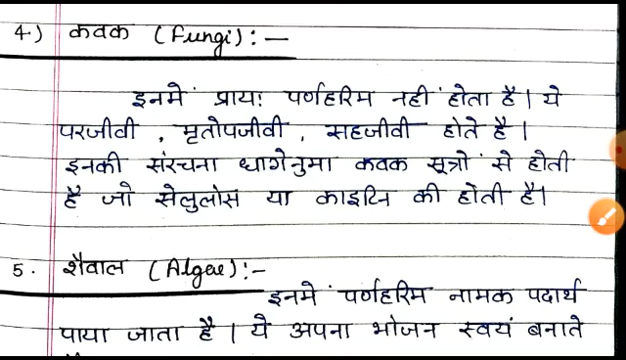 4) कवक (Fungi) : —
इनमें प्रायः पर्णहरिम नही होता है। ये
परजीवी , मृतोपजीवी , सहजीवी होते है।
इनकी संरचना धागेनुमा कवक सूत्रो से होती
है जो सेलुलोस या काइटिन की होती है।
5. शैवाल (Algae) :-
इनमें पर्णहरिम नामक पदार्थ
पाया जाता है। ये अपना भोजन स्वयं बनाते